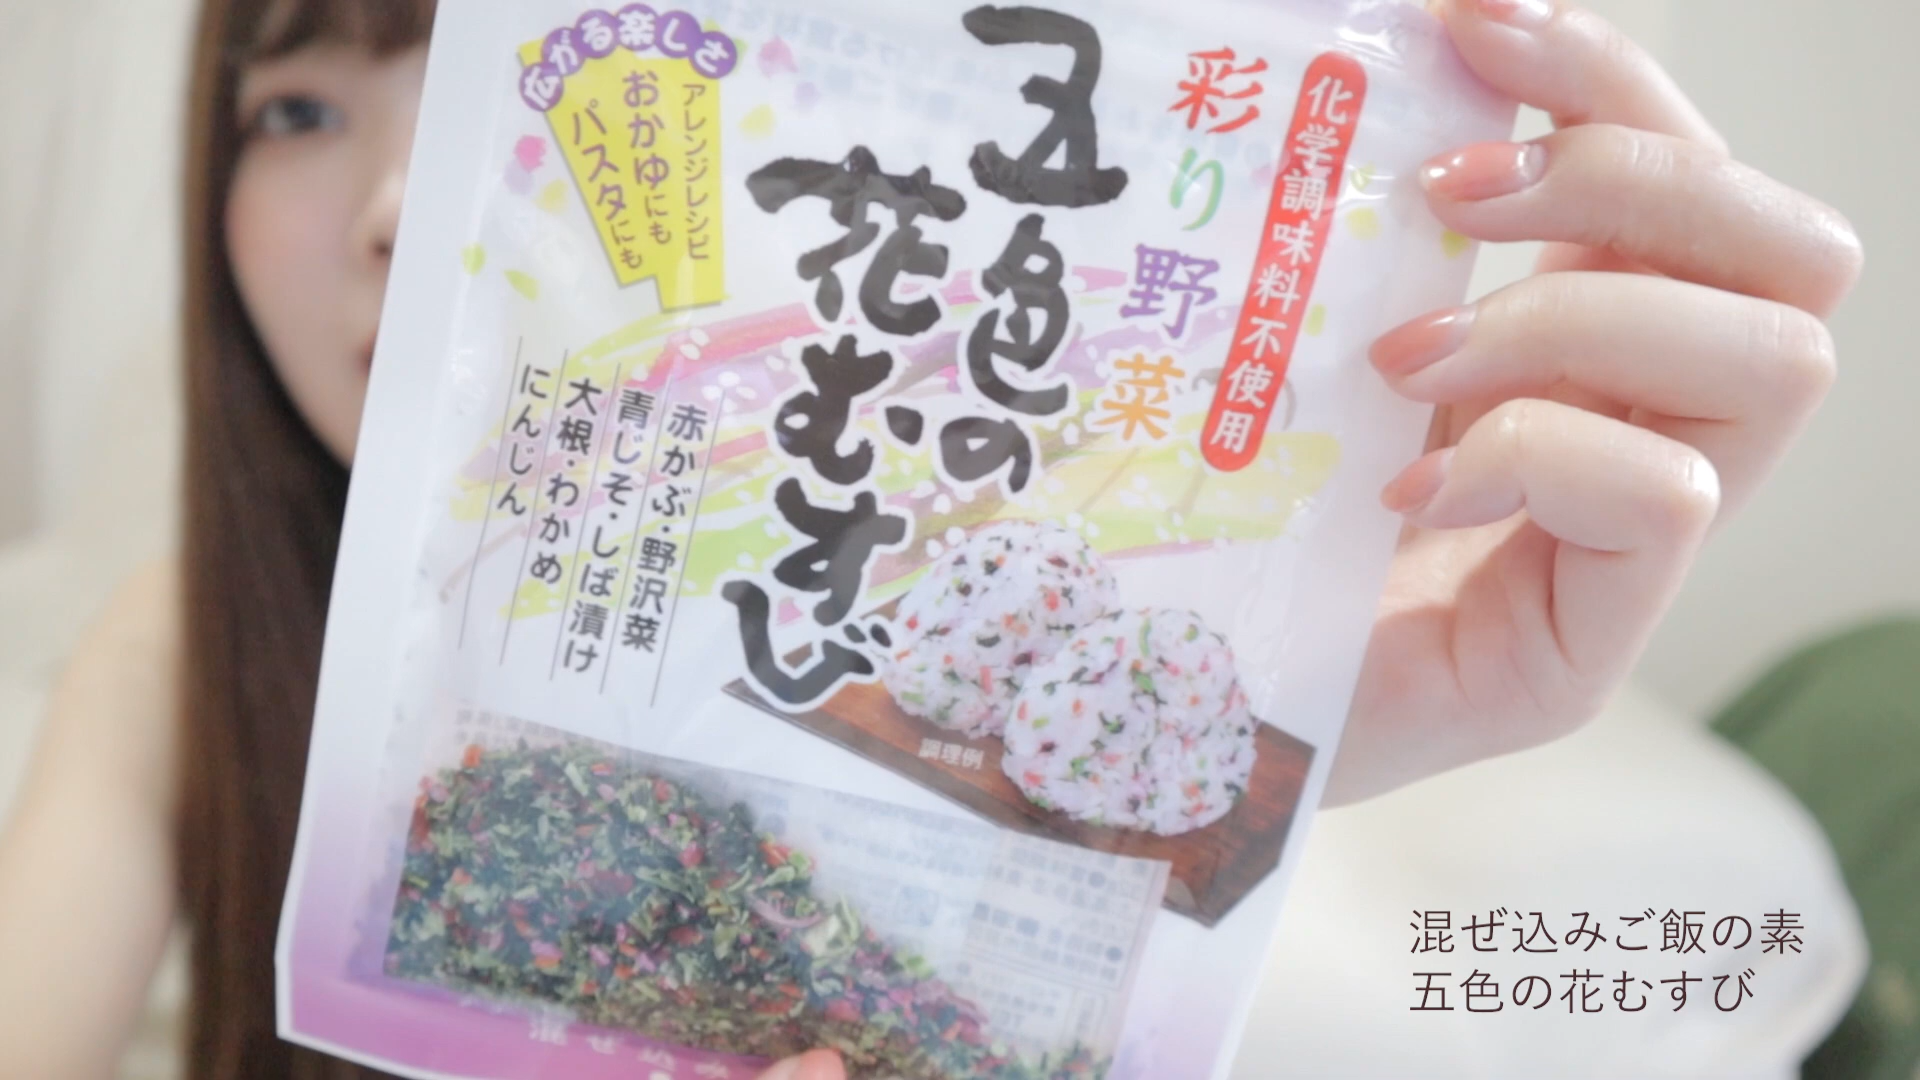 化学調味料不使用
彩り野菜
五色の
花むすび
広がる楽しさ
アレンジレシピ
おかゆにも
パスタにも
赤かぶ・野沢菜
青じそ・しば漬け
大根・わかめ
にんじん
調理例
混ぜ込みご飯の素
五色の花むすび